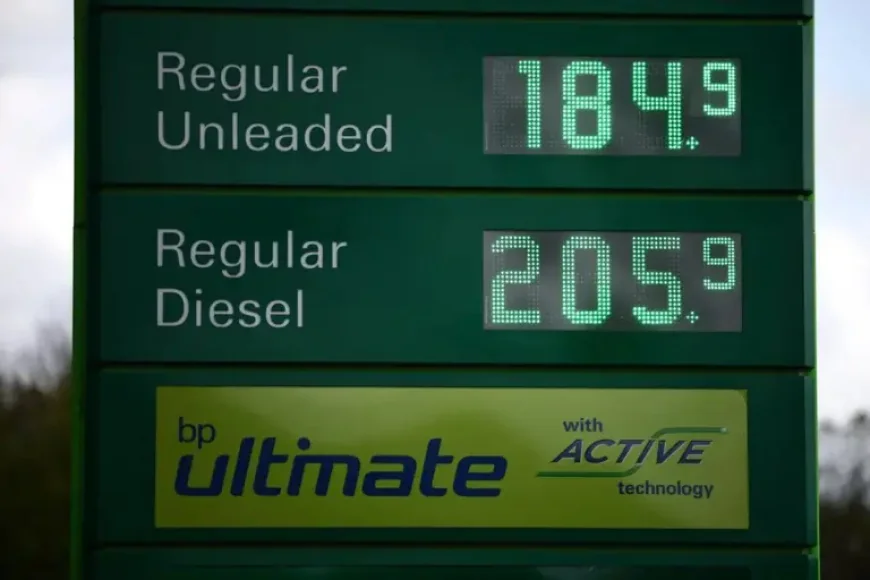 Regular
Unleaded
184.9
Regular
Diesel
205.9
bp
ultimate
with
ACTIVE
technology